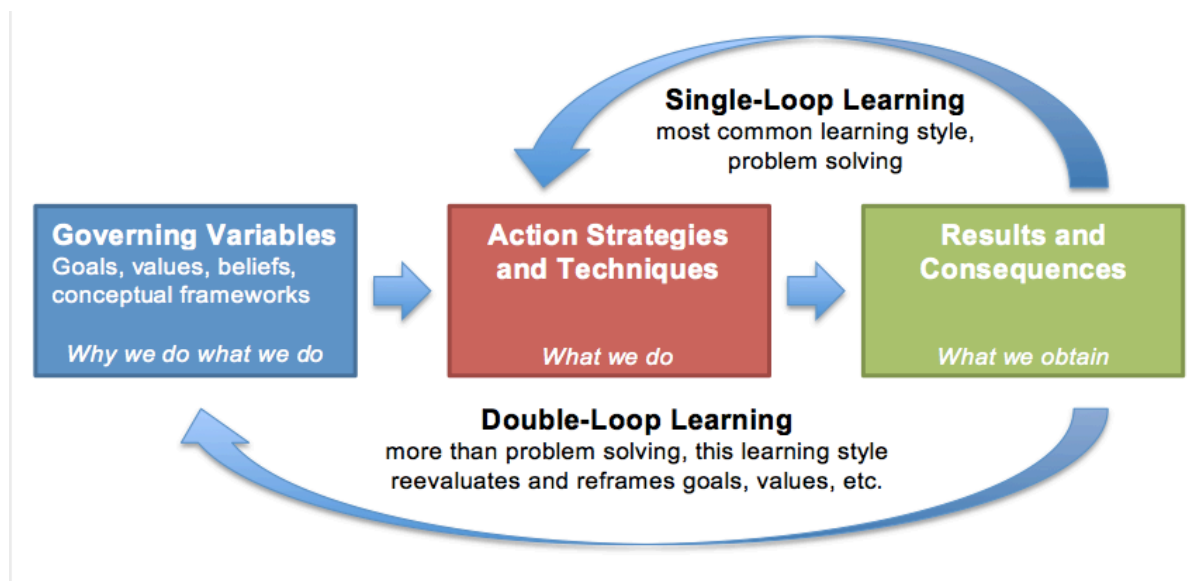 Single-Loop Learning
most common learning style,
problem solving
Governing Variables
Goals, values, beliefs,
conceptual frameworks
Why we do what we do
Action Strategies
and Techniques
What we do
Results and
Consequences
What we obtain
Double-Loop Learning
more than problem solving, this learning style
reevaluates and reframes goals, values, etc.